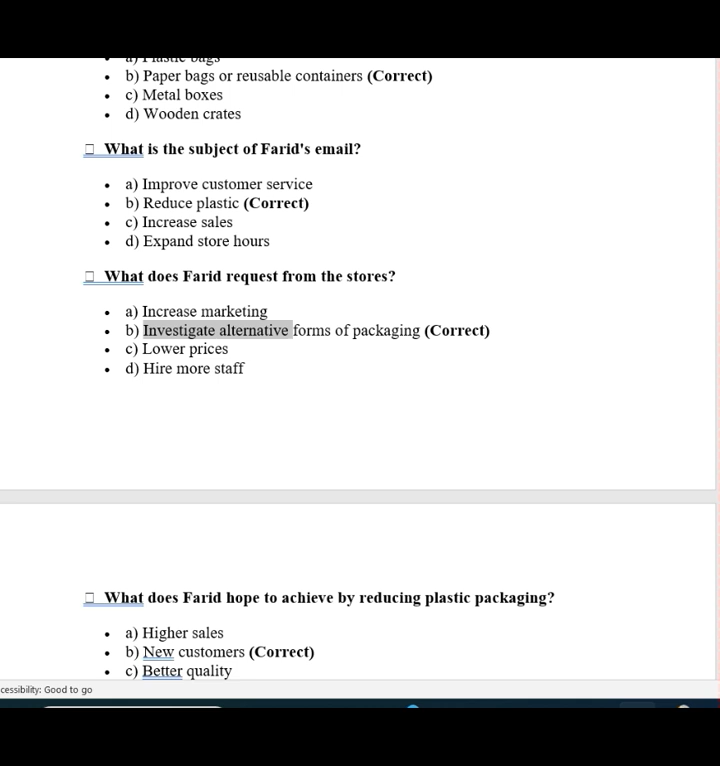 b) Paper bags or reusable containers (Correct)
c) Metal boxes
d) Wooden crates
What is the subject of Farid's email?
a) Improve customer service
b) Reduce plastic (Correct)
c) Increase sales
d) Expand store hours
What does Farid request from the stores?
a) Increase marketing
b) Investigate alternative forms of packaging (Correct)
c) Lower prices
d) Hire more staff
What does Farid hope to achieve by reducing plastic packaging?
a) Higher sales
b) New customers (Correct)
c) Better quality
cessibility: Good to go